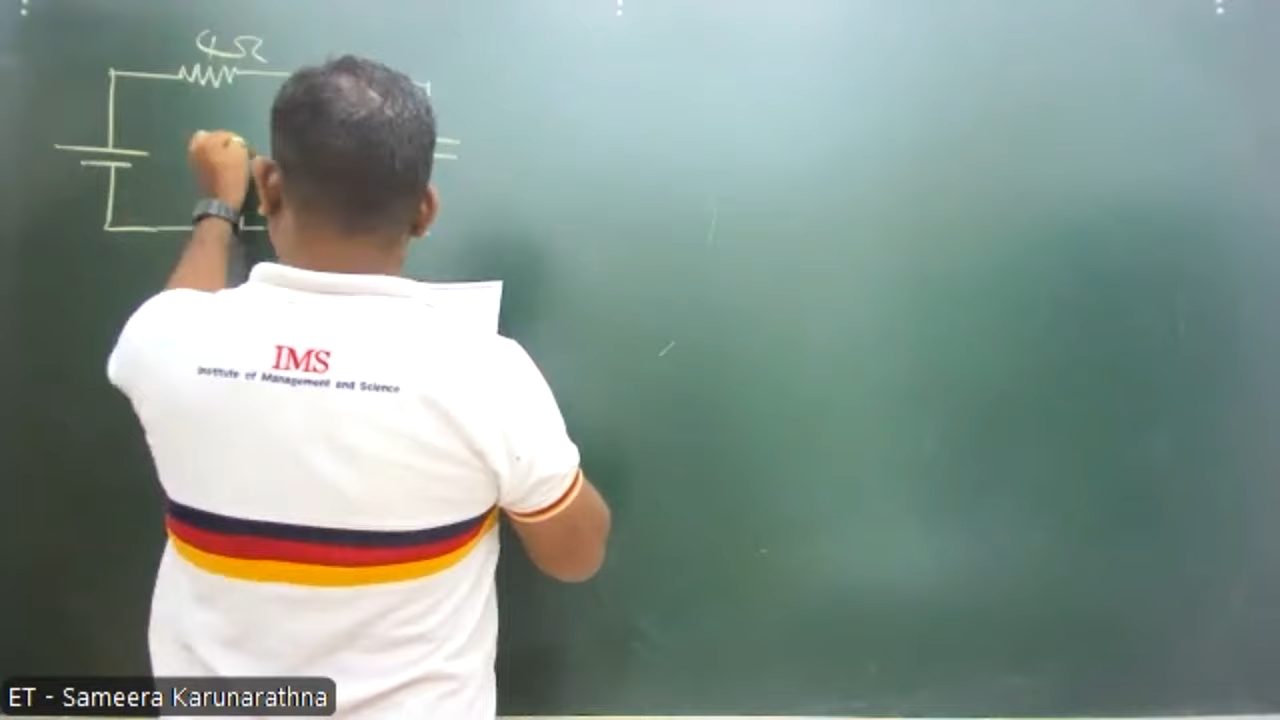 4Ω
IMS
Institute of Management and Science
ET - Sameera Karunarathna